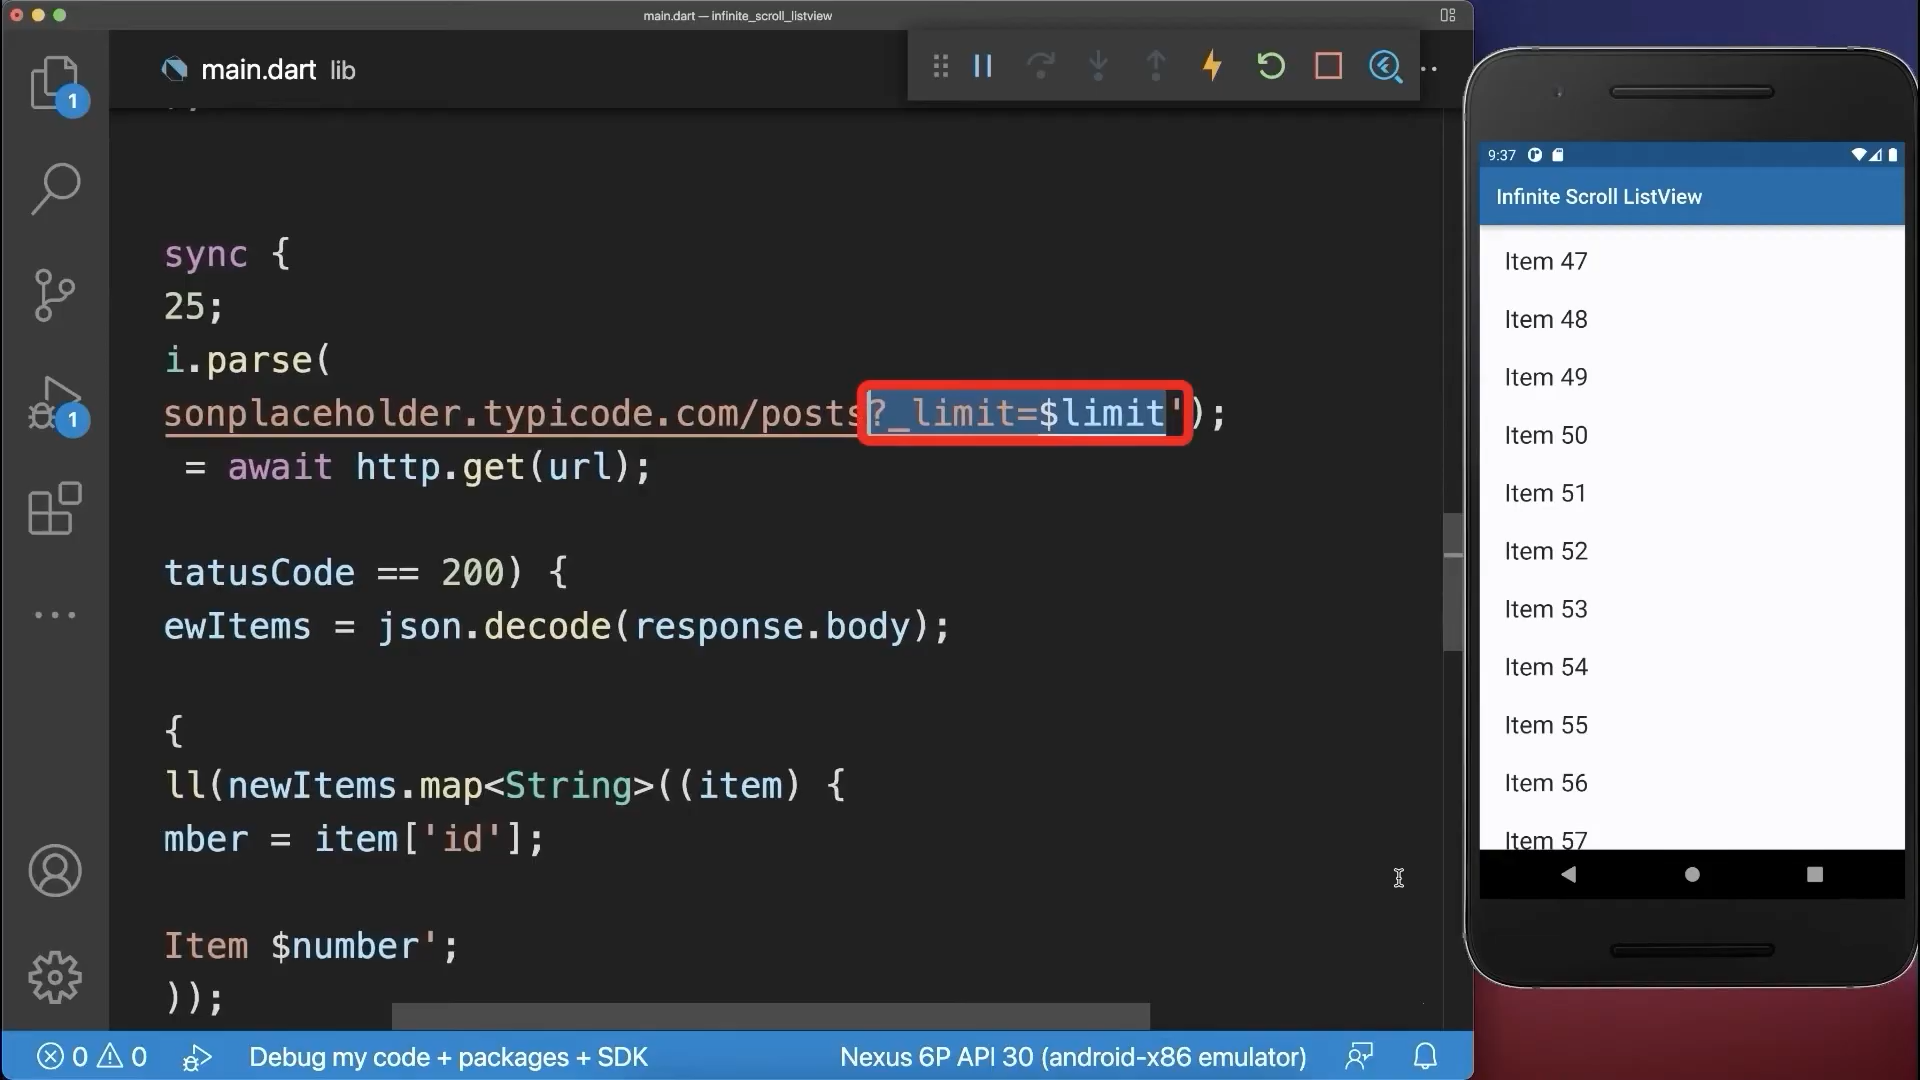 main.dart — infinite_scroll_listview
main.dart lib
1
sync {
25;
i.parse(
sonplaceholder.typicode.com/posts?_limit=$limit');
= await http.get(url);
1
tatusCode == 200) {
ewItems = json.decode(response.body);
{
ll(newItems.map<String>((item) {
mber = item['id'];
Item $number';
));
0 0 Debug my code + packages + SDK Nexus 6P API 30 (android-x86 emulator)
9:37
Infinite Scroll ListView
Item 47
Item 48
Item 49
Item 50
Item 51
Item 52
Item 53
Item 54
Item 55
Item 56
Item 57